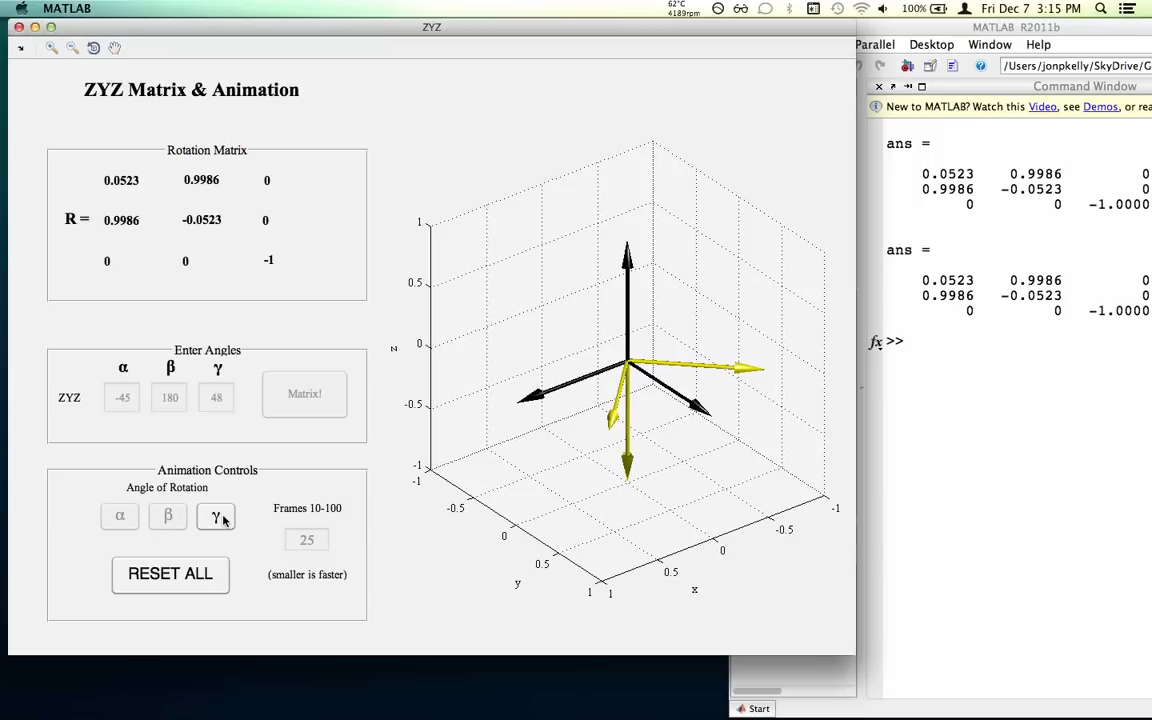 MATLAB
62°C
4189rpm
100%
Fri Dec 7 3:15 PM
ZYZ
MATLAB R2011b
Parallel Desktop Window Help
/Users/jonpkelly/SkyDrive/G
Command Window
New to MATLAB? Watch this Video, see Demos, or rea
ZYZ Matrix & Animation
Rotation Matrix
0.0523 0.9986 0
R = 0.9986 -0.0523 0
0 0 -1
Enter Angles
α β γ
ZYZ -45 180 48
Matrix!
Animation Controls
Angle of Rotation
α β γ
Frames 10-100
25
(smaller is faster)
RESET ALL
1
0.5
0
-0.5
-1
z
-1
-0.5
0
0.5
1
y
1
0.5
0
-0.5
-1
x
ans =
0.0523 0.9986 0
0.9986 -0.0523 0
0 0 -1.0000
ans =
0.0523 0.9986 0
0.9986 -0.0523 0
0 0 -1.0000
fx >>
Start